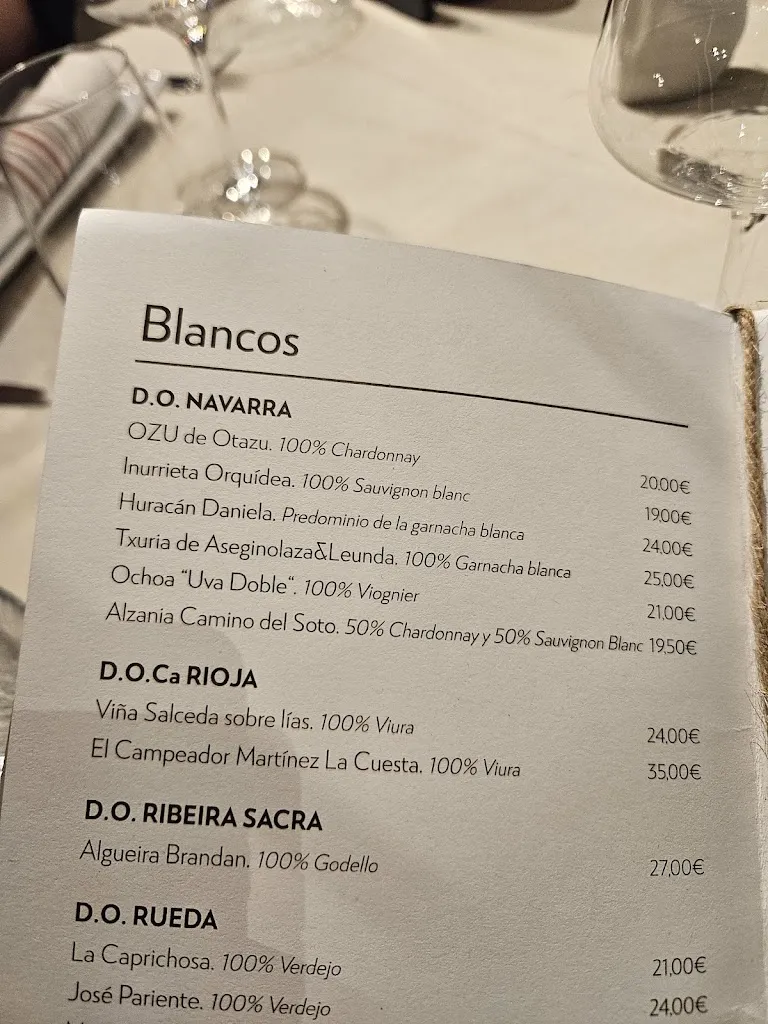 Blancos
D.O. NAVARRA
OZU de Otazu. 100% Chardonnay 20,00€
Inurrieta Orquídea. 100% Sauvignon blanc 19,00€
Huracán Daniela. Predominio de la garnacha blanca 24,00€
Txuria de Aseginolaza&Leunda. 100% Garnacha blanca 25,00€
Ochoa “Uva Doble“. 100% Viognier 21,00€
Alzania Camino del Soto. 50% Chardonnay y 50% Sauvignon Blanc 19,50€
D.O.Ca RIOJA
Viña Salceda sobre lías. 100% Viura 24,00€
El Campeador Martínez La Cuesta. 100% Viura 35,00€
D.O. RIBEIRA SACRA
Algueira Brandan. 100% Godello 27,00€
D.O. RUEDA
La Caprichosa. 100% Verdejo 21,00€
José Pariente. 100% Verdejo 24,00€